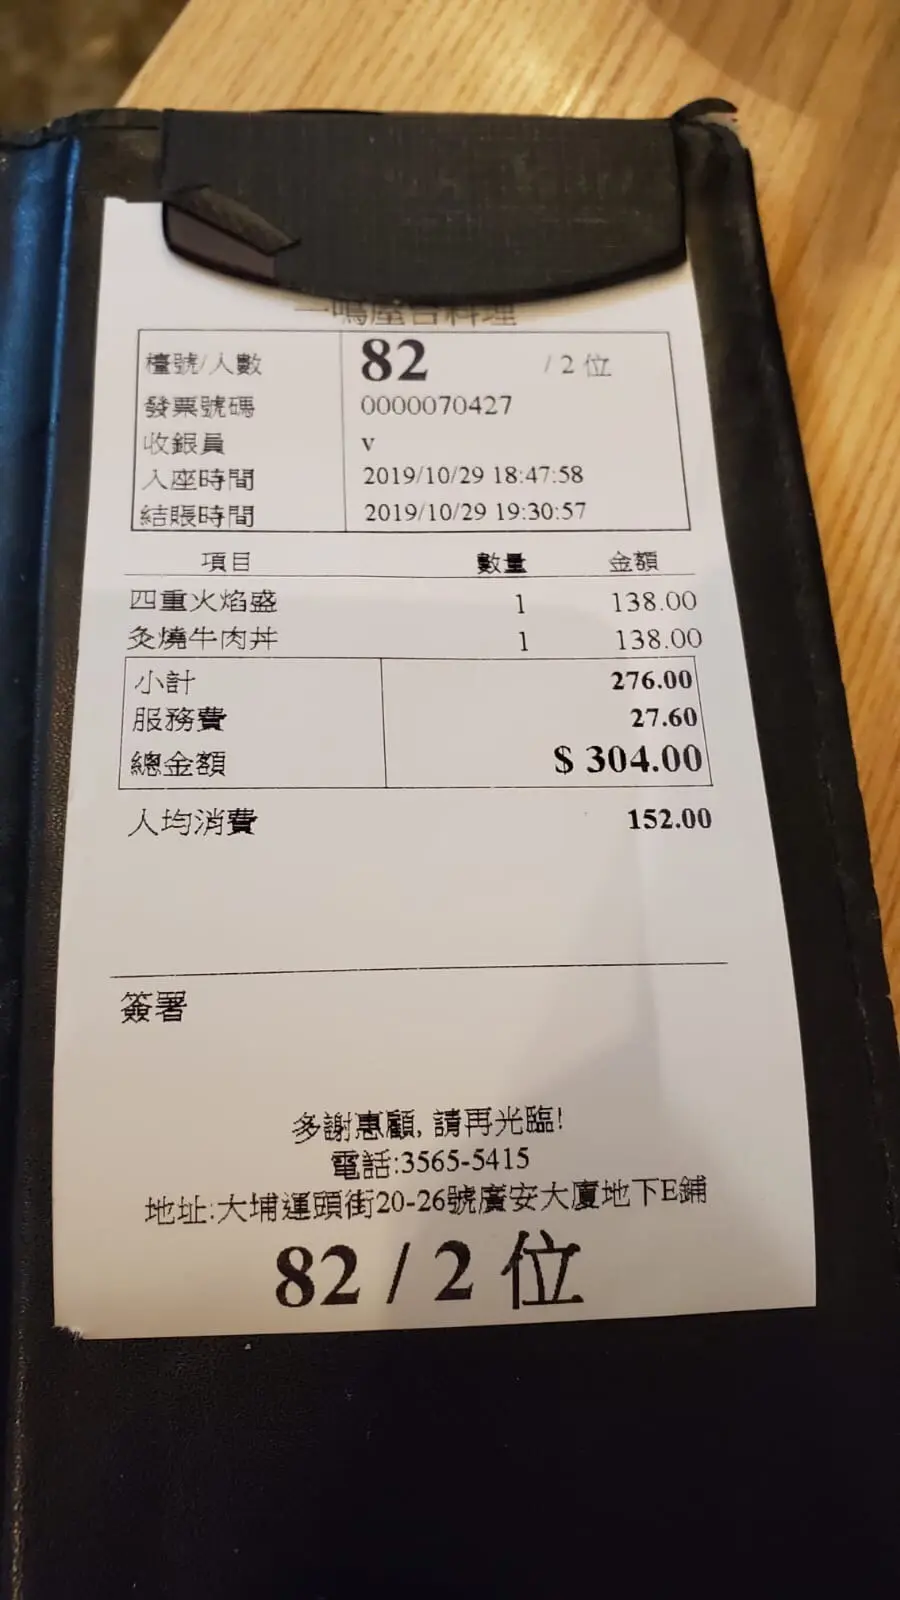 一鳴屋台料理
檯號/人數 82 / 2 位
發票號碼 0000070427
收銀員 v
入座時間 2019/10/29 18:47:58
結賬時間 2019/10/29 19:30:57
項目 數量 金額
四重火焰盛 1 138.00
炙燒牛肉丼 1 138.00
小計 276.00
服務費 27.60
總金額 $ 304.00
人均消費 152.00
簽署
多謝惠顧, 請再光臨!
電話:3565-5415
地址:大埔運頭街20-26號廣安大廈地下E鋪
82 / 2 位